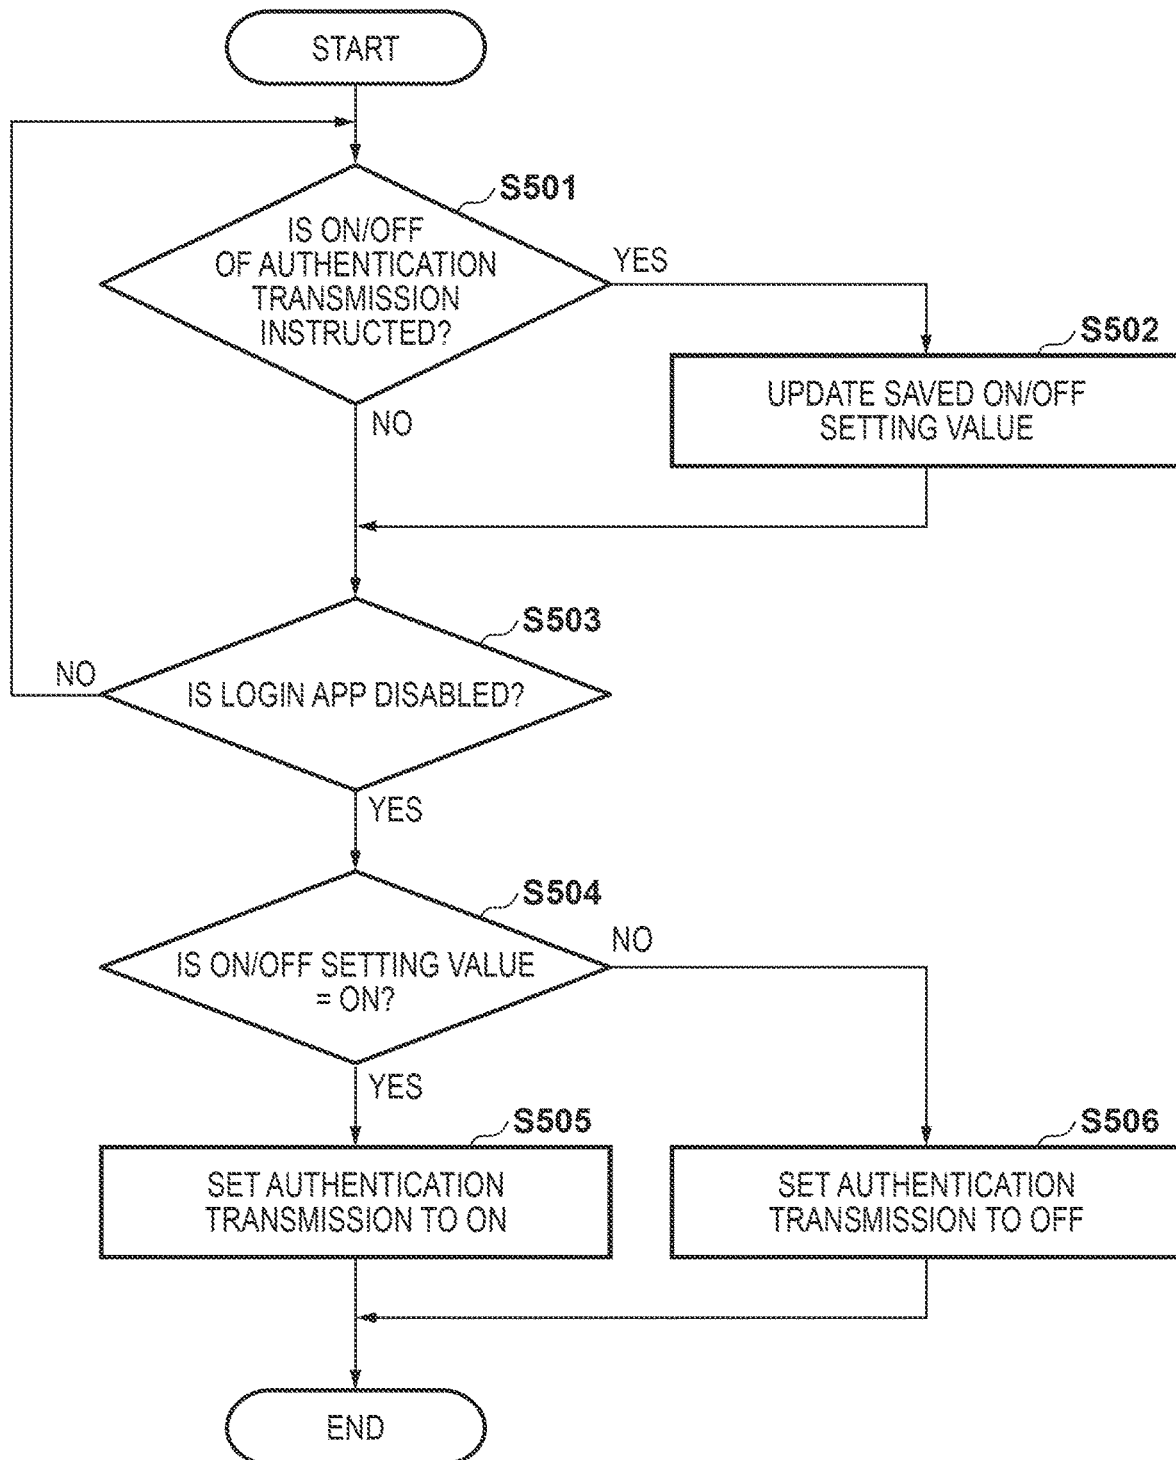 START
S501
IS ON/OFF
OF AUTHENTICATION
TRANSMISSION
INSTRUCTED?
YES
S502
UPDATE SAVED ON/OFF
SETTING VALUE
NO
S503
NO
IS LOGIN APP DISABLED?
YES
S504
NO
IS ON/OFF SETTING VALUE
= ON?
YES
S505
SET AUTHENTICATION
TRANSMISSION TO ON
S506
SET AUTHENTICATION
TRANSMISSION TO OFF
END